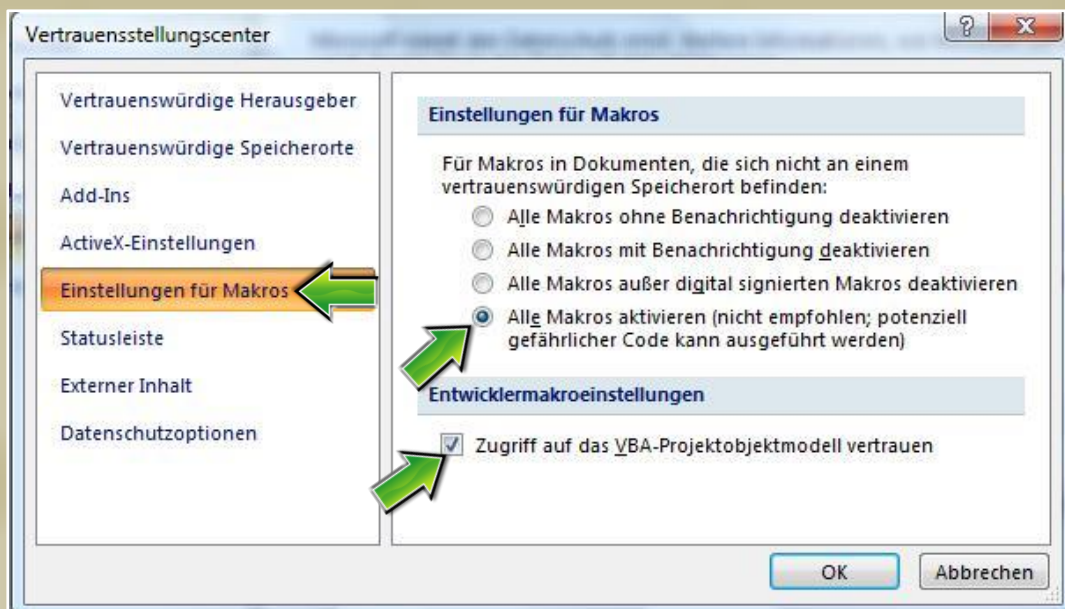 Vertrauensstellungscenter
Vertrauenswürdige Herausgeber
Vertrauenswürdige Speicherorte
Add-Ins
ActiveX-Einstellungen
Einstellungen für Makros
Statusleiste
Externer Inhalt
Datenschutzoptionen
Einstellungen für Makros
Für Makros in Dokumenten, die sich nicht an einem
vertrauenswürdigen Speicherort befinden:
Alle Makros ohne Benachrichtigung deaktivieren
Alle Makros mit Benachrichtigung deaktivieren
Alle Makros außer digital signierten Makros deaktivieren
Alle Makros aktivieren (nicht empfohlen; potenziell
gefährlicher Code kann ausgeführt werden)
Entwicklermakroeinstellungen
Zugriff auf das VBA-Projektobjektmodell vertrauen
OK
Abbrechen